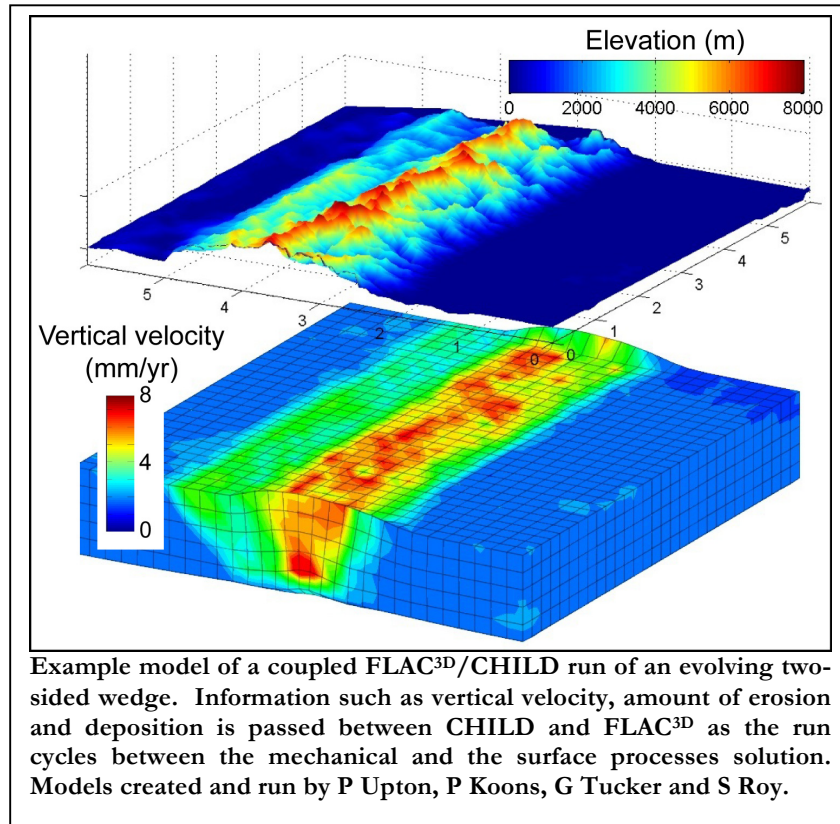 Elevation (m)
0 2000 4000 6000 8000
5
4
3
2
1
0
0
1
2
3
4
5
Vertical velocity
(mm/yr)
8
4
0
Example model of a coupled FLAC3D/CHILD run of an evolving two-
sided wedge. Information such as vertical velocity, amount of erosion
and deposition is passed between CHILD and FLAC3D as the run
cycles between the mechanical and the surface processes solution.
Models created and run by P Upton, P Koons, G Tucker and S Roy.